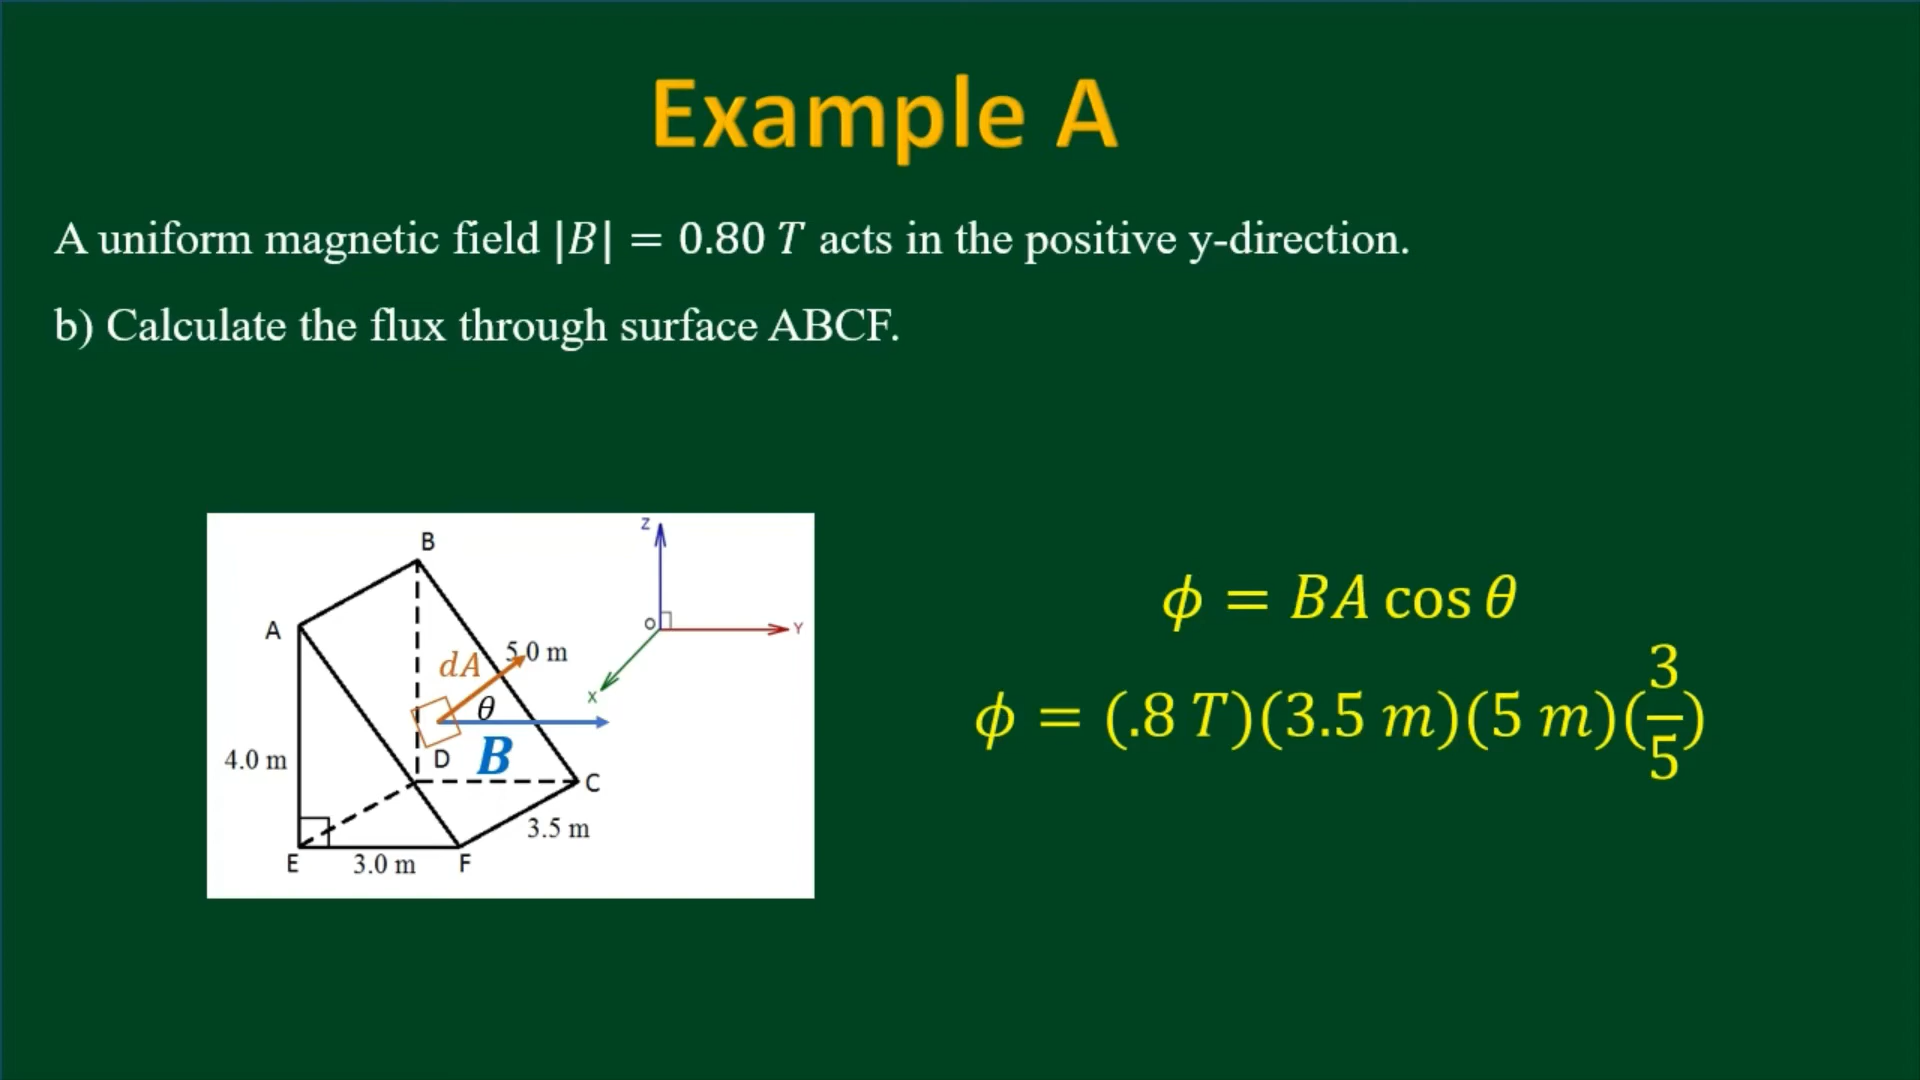 Example A
A uniform magnetic field |B| = 0.80 T acts in the positive y-direction.
b) Calculate the flux through surface ABCF.
B
Z
A
O
Y
5.0 m
dA
X
θ
4.0 m
D
B
C
3.5 m
E
3.0 m
F
ϕ = BA cos θ
ϕ = (.8 T)(3.5 m)(5 m)(3/5)